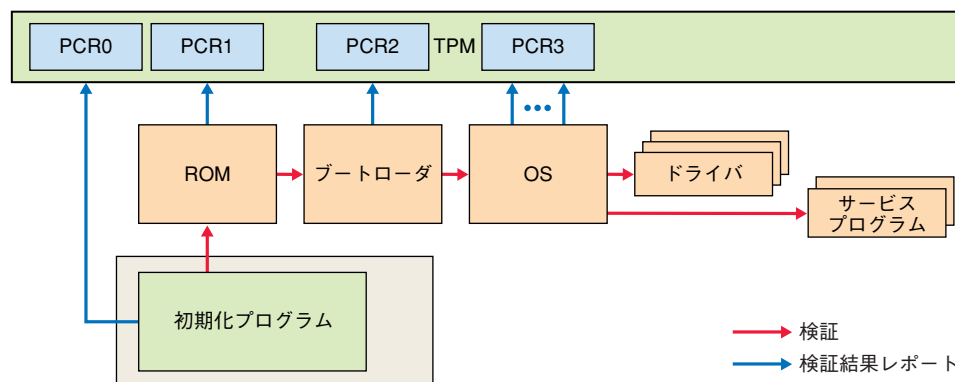 PCR0
PCR1
PCR2
TPM
PCR3
ROM
ブートローダ
OS
ドライバ
サービス
プログラム
初期化プログラム
検証
検証結果レポート